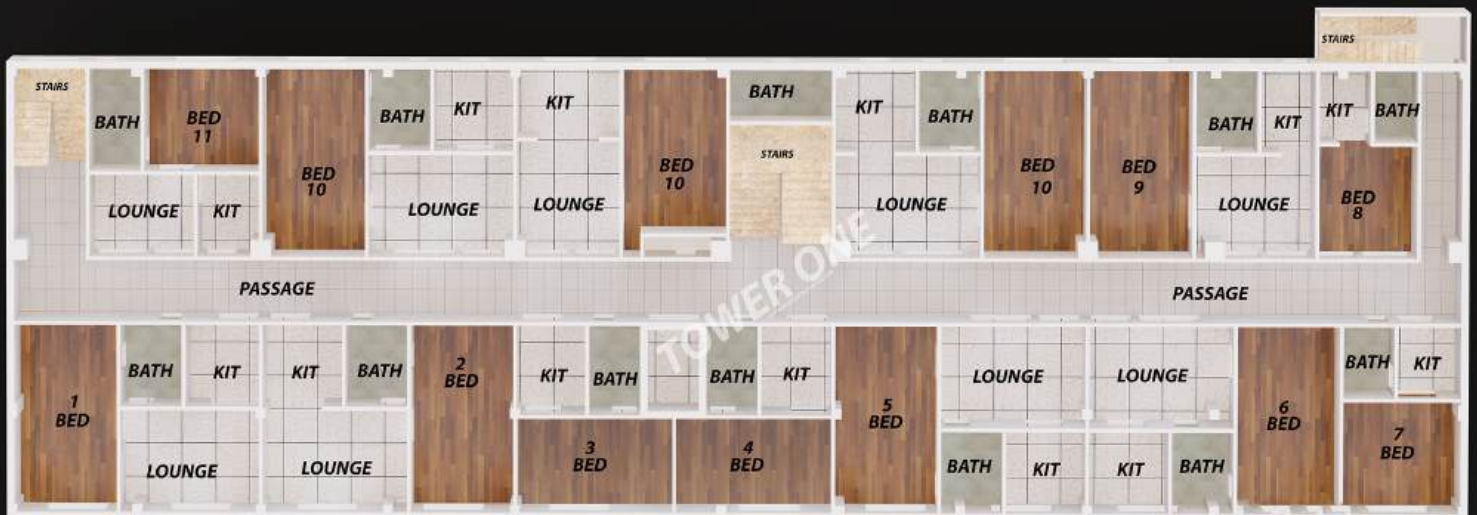 STAIRS
STAIRS
BATH
BED
11
BED
10
BATH
KIT
KIT
BED
10
BATH
STAIRS
KIT
BATH
BED
10
BED
9
BATH
KIT
KIT
BATH
BED
8
LOUNGE
KIT
LOUNGE
LOUNGE
LOUNGE
LOUNGE
PASSAGE
TOWER ONE
PASSAGE
1
BED
BATH
KIT
KIT
BATH
2
BED
KIT
BATH
BATH
KIT
5
BED
LOUNGE
LOUNGE
6
BED
BATH
KIT
LOUNGE
LOUNGE
3
BED
4
BED
BATH
KIT
KIT
BATH
7
BED